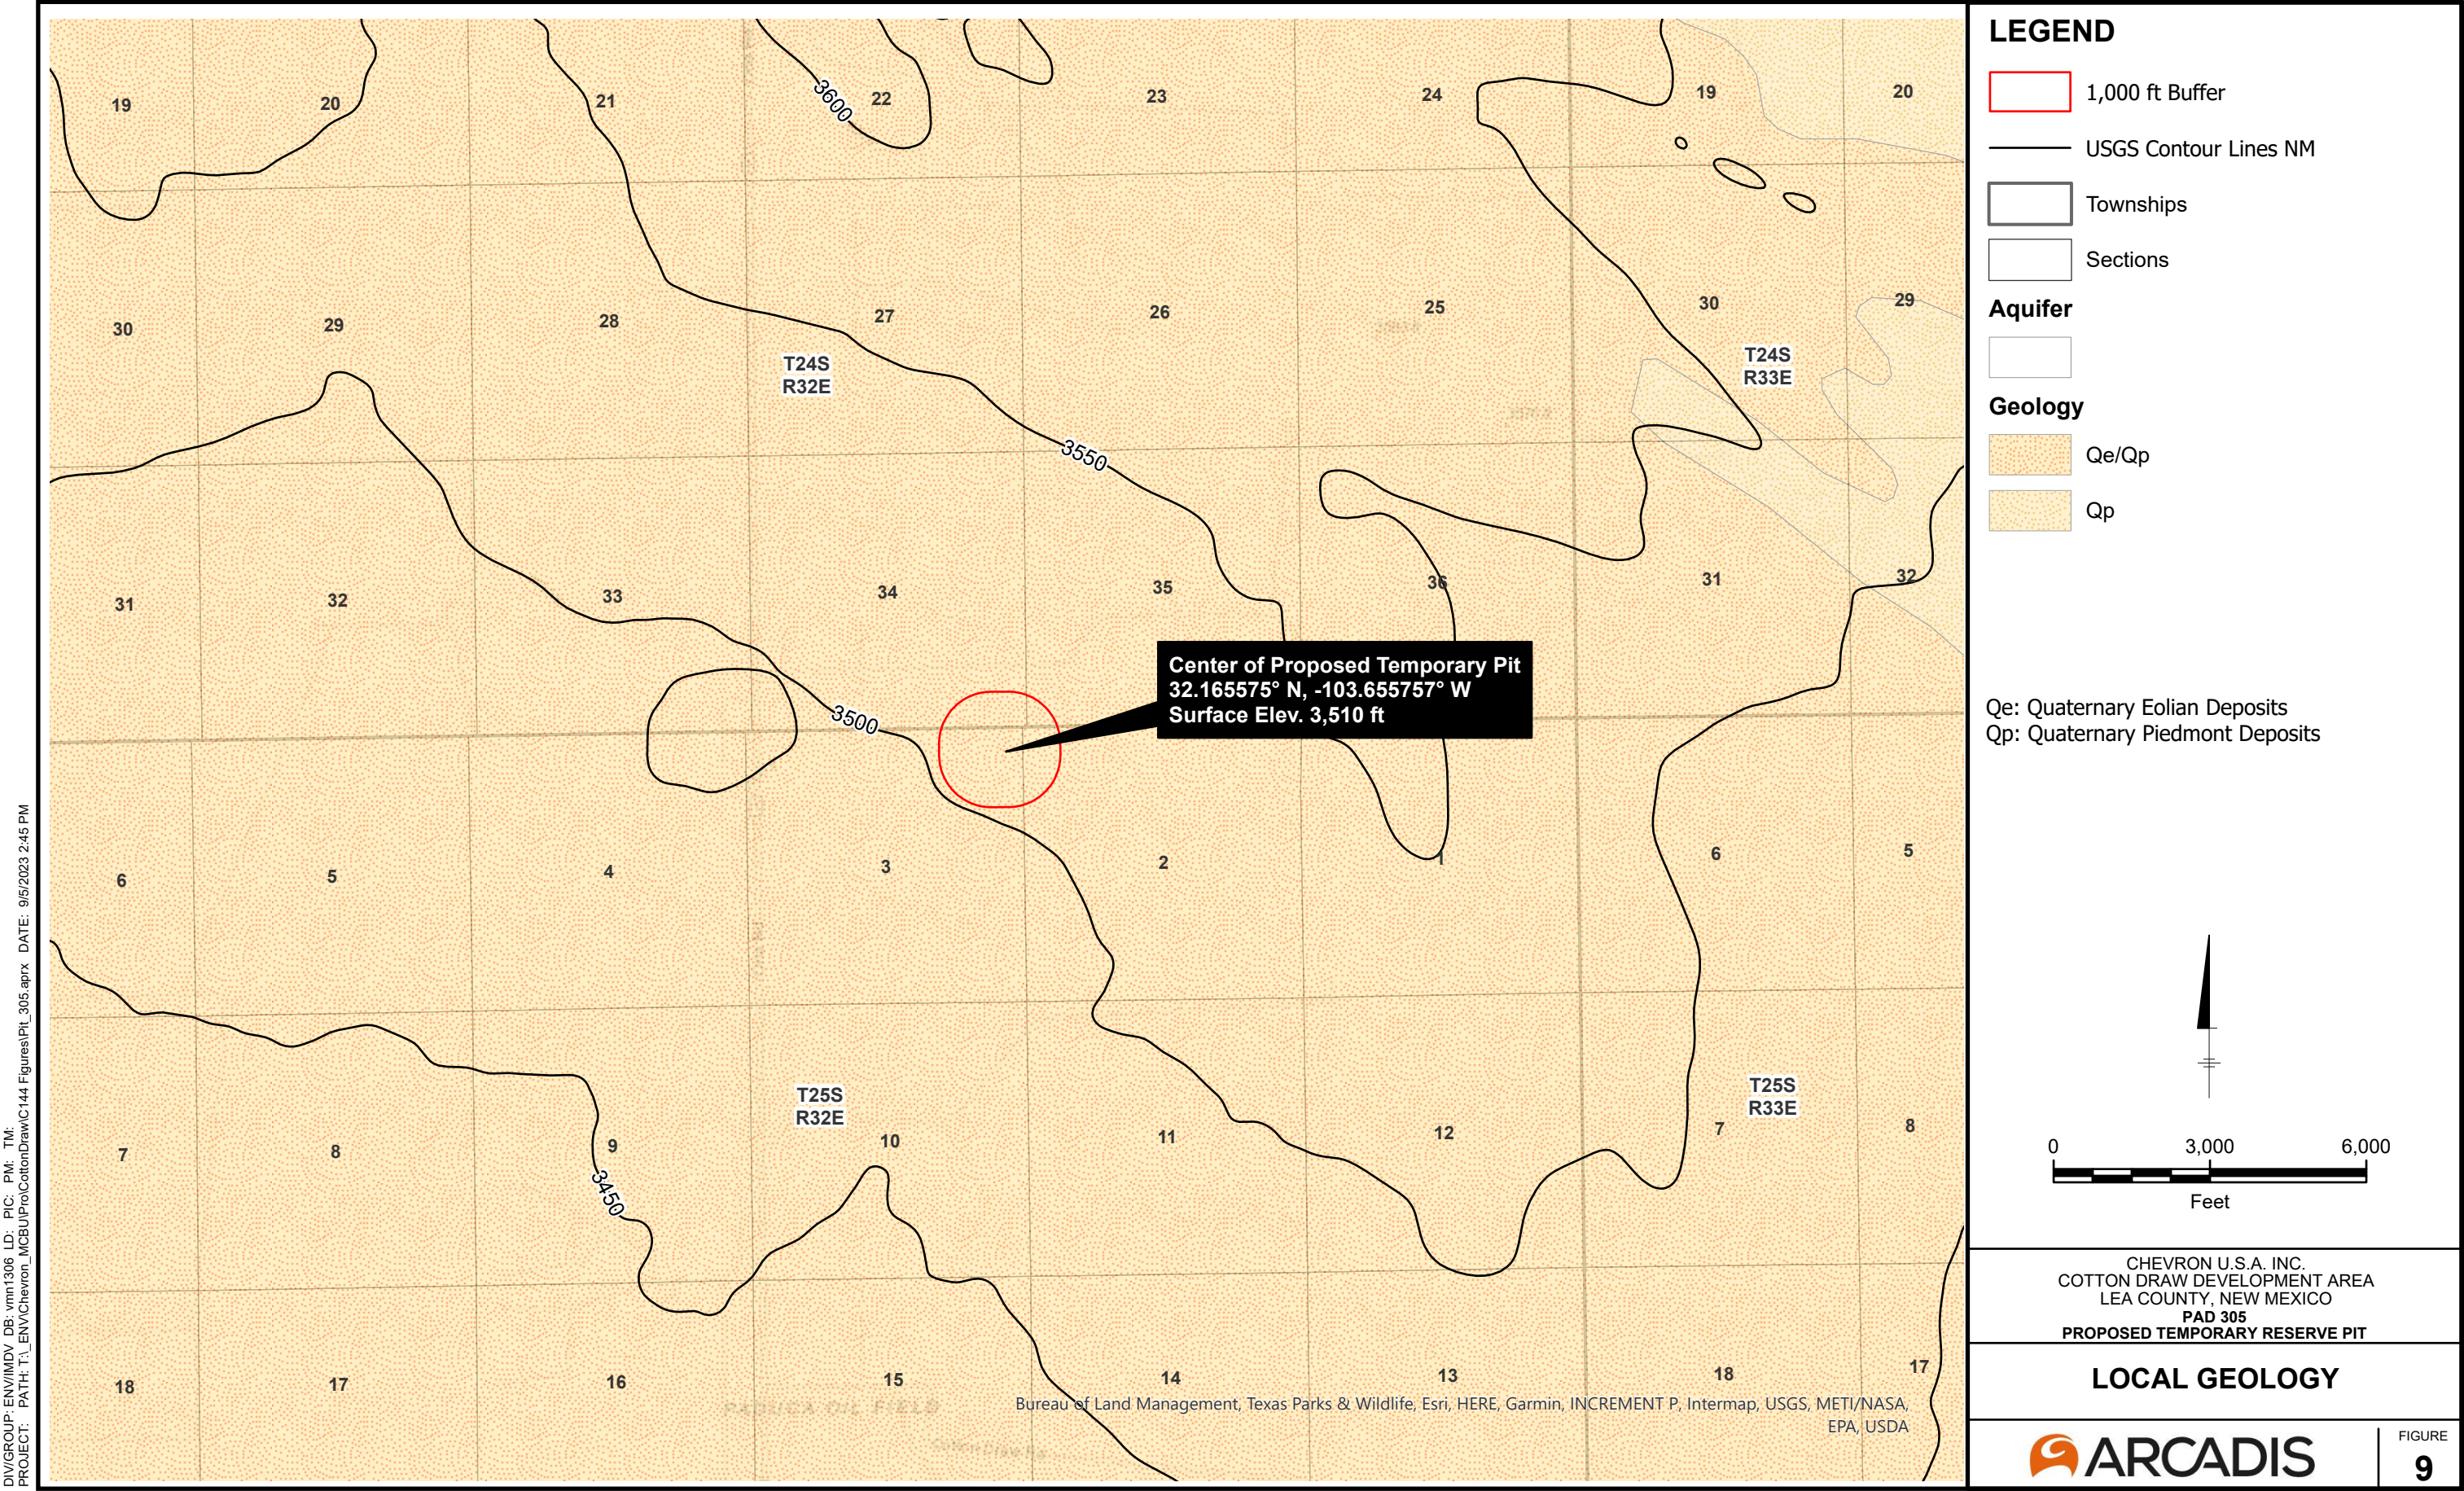 19
20
21
3600
22
23
24
19
20
30
29
28
27
26
25
30
29
T24S
R32E
T24S
R33E
3550
31
32
33
34
35
36
31
32
Center of Proposed Temporary Pit
32.165575° N, -103.655757° W
Surface Elev. 3,510 ft
3500
6
5
4
3
2
1
6
5
T25S
R32E
T25S
R33E
7
8
9
10
11
12
7
8
3450
18
17
16
15
14
13
18
17
PADUCA OIL FIELD
Bureau of Land Management, Texas Parks & Wildlife, Esri, HERE, Garmin, INCREMENT P, Intermap, USGS, METI/NASA,
EPA, USDA
LEGEND
1,000 ft Buffer
USGS Contour Lines NM
Townships
Sections
Aquifer
Geology
Qe/Qp
Qp
Qe: Quaternary Eolian Deposits
Qp: Quaternary Piedmont Deposits
0 3,000 6,000
Feet
CHEVRON U.S.A. INC.
COTTON DRAW DEVELOPMENT AREA
LEA COUNTY, NEW MEXICO
PAD 305
PROPOSED TEMPORARY RESERVE PIT
LOCAL GEOLOGY
ARCADIS
FIGURE
9
DIV/GROUP: ENV/IMDV DB: vmn1306 LD: PIC: PM: TM:
PROJECT: PATH: T:\_ENV\Chevron_MCBU\Pro\CottonDraw\C144 Figures\Pit_305.aprx DATE: 9/5/2023 2:45 PM